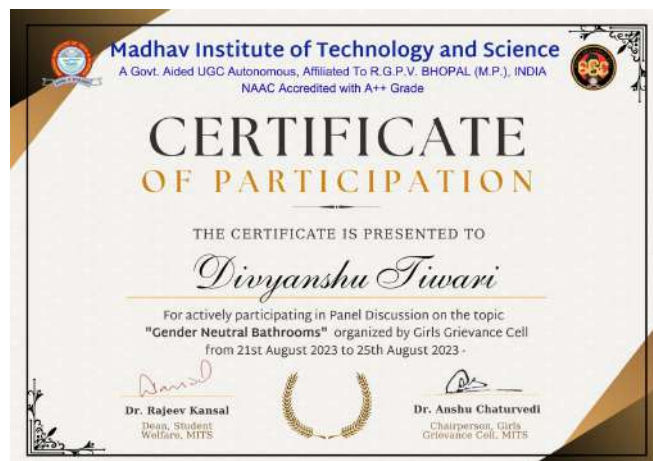 Madhav Institute of Technology and Science
A Govt. Aided UGC Autonomous, Affiliated To R.G.P.V. BHOPAL (M.P.), INDIA
NAAC Accredited with A++ Grade
SGC
CERTIFICATE
OF PARTICIPATION
THE CERTIFICATE IS PRESENTED TO
Divyanshu Tiwari
For actively participating in Panel Discussion on the topic
"Gender Neutral Bathrooms" organized by Girls Grievance Cell
from 21st August 2023 to 25th August 2023 .
Dr. Rajeev Kansal
Dean, Student
Welfare, MITS
Dr. Anshu Chaturvedi
Chairperson, Girls
Grievance Cell, MITS